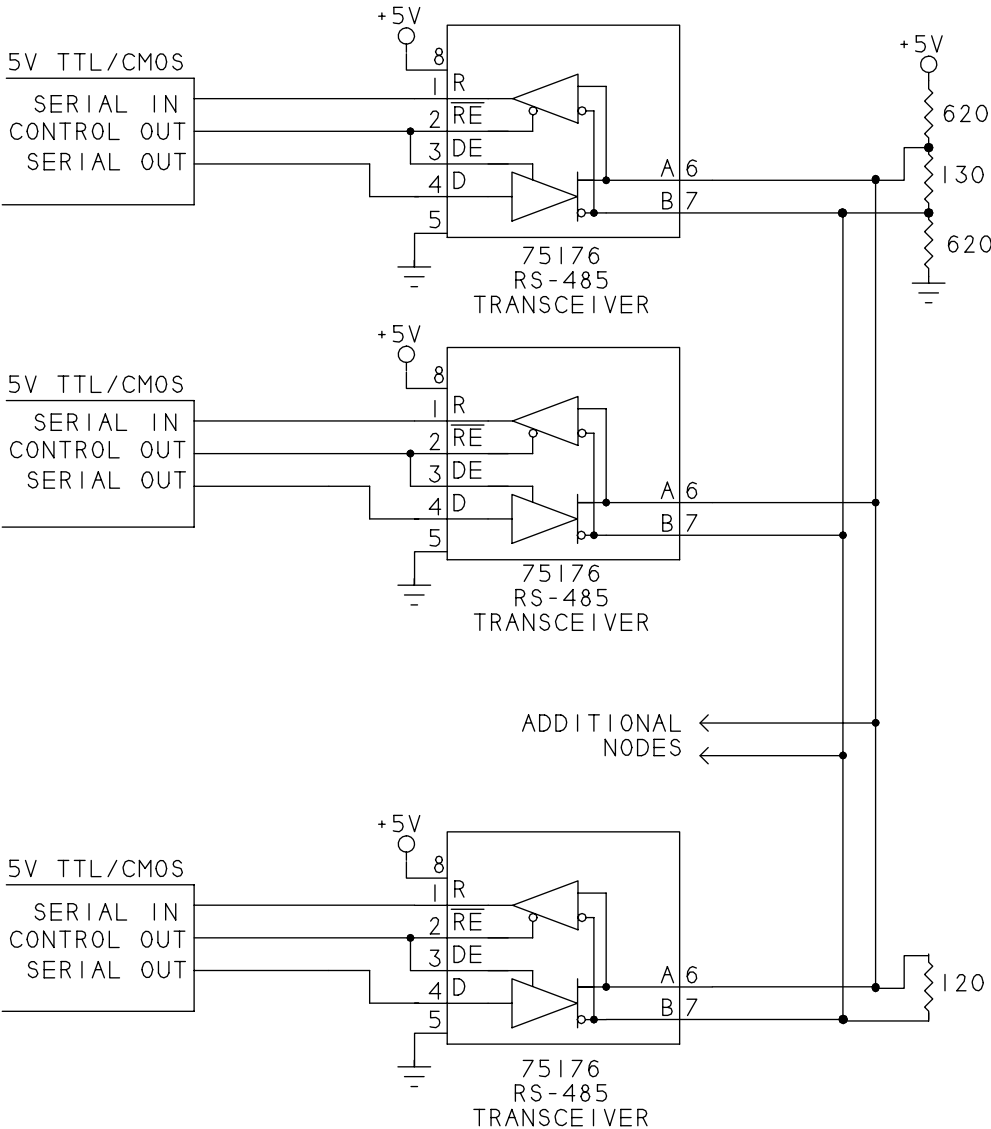 +5V
5V TTL/CMOS
SERIAL IN
CONTROL OUT
SERIAL OUT
8
1 R
2 RE
3 DE
4 D
5
A 6
B 7
75176
RS-485
TRANSCEIVER
+5V
620
130
620
+5V
5V TTL/CMOS
SERIAL IN
CONTROL OUT
SERIAL OUT
8
1 R
2 RE
3 DE
4 D
5
A 6
B 7
75176
RS-485
TRANSCEIVER
ADDITIONAL
NODES
+5V
5V TTL/CMOS
SERIAL IN
CONTROL OUT
SERIAL OUT
8
1 R
2 RE
3 DE
4 D
5
A 6
B 7
120
75176
RS-485
TRANSCEIVER